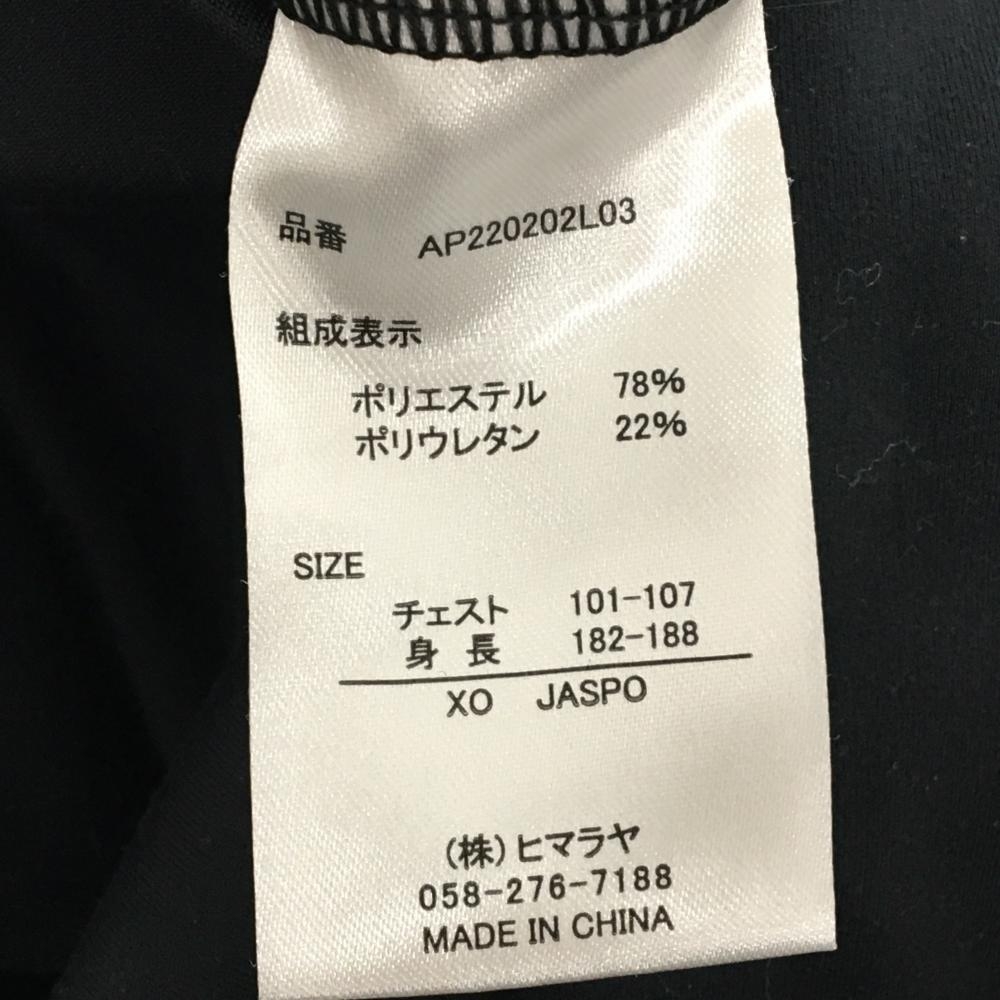 品番 AP220202L03
組成表示
ポリエステル 78%
ポリウレタン 22%
SIZE
チェスト 101-107
身長 182-188
XO JASPO
(株)ヒマラヤ
058-276-7188
MADE IN CHINA